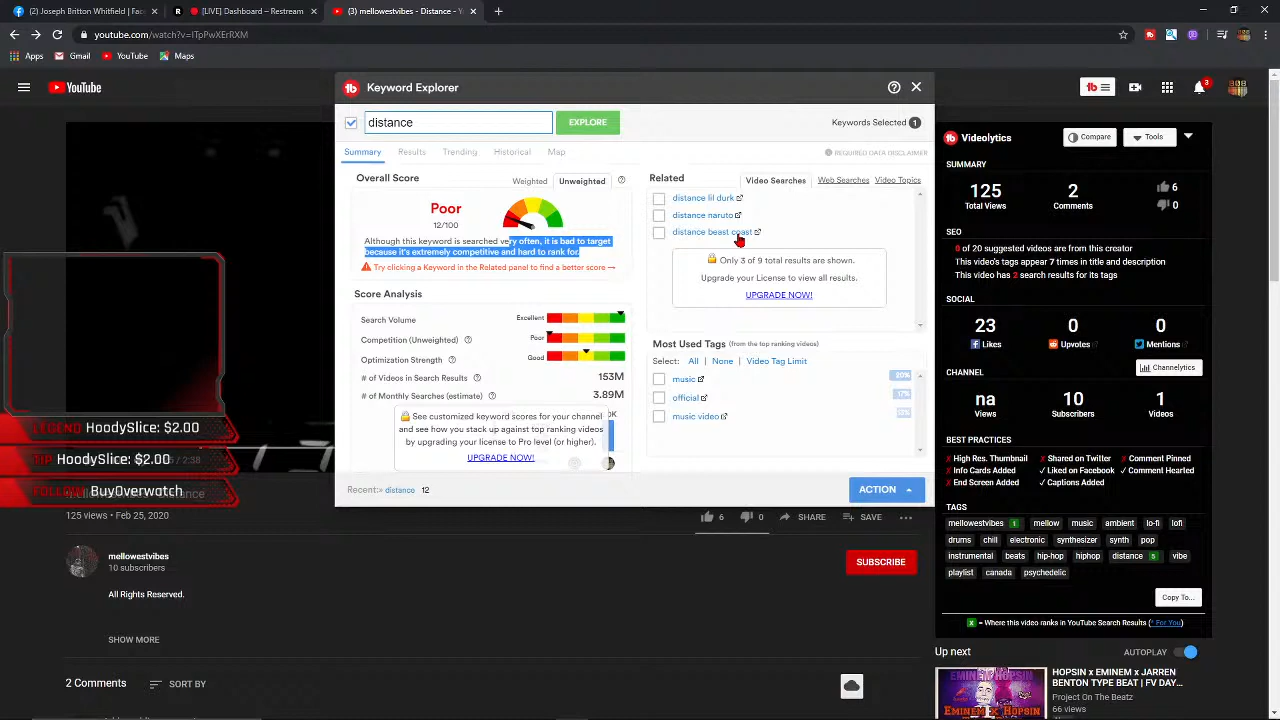 (2) Joseph Britton Whitfield | Fac
[LIVE] Dashboard – Restream
(3) mellowestvibes - Distance - Y
youtube.com/watch?v=ITpPwXErRXM
Apps
Gmail
YouTube
Maps
YouTube
3
Keyword Explorer
distance
EXPLORE
Keywords Selected 1
Summary
Results
Trending
Historical
Map
REQUIRED DATA DISCLAIMER
Overall Score
Weighted
Unweighted
Poor
12/100
Although this keyword is searched very often, it is bad to target
because it's extremely competitive and hard to rank for.
Try clicking a Keyword in the Related panel to find a better score →
Score Analysis
Search Volume
Excellent
Competition (Unweighted)
Poor
Optimization Strength
Good
# of Videos in Search Results
153M
# of Monthly Searches (estimate)
3.89M
See customized keyword scores for your channel
and see how you stack up against top ranking videos
by upgrading your license to Pro level (or higher).
UPGRADE NOW!
Recent:» distance 12
Related
Video Searches
Web Searches
Video Topics
distance lil durk
distance naruto
distance beast coast
Only 3 of 9 total results are shown.
Upgrade your License to view all results.
UPGRADE NOW!
Most Used Tags (from the top ranking videos)
Select: All | None | Video Tag Limit
music 20%
official 17%
music video
ACTION
LEGEND HoodySlice: $2.00
TIP HoodySlice: $2.00
/ 2:38
FOLLOW BuyOverwatch
125 views • Feb 25, 2020
6
0
SHARE
SAVE
mellowestvibes
10 subscribers
SUBSCRIBE
All Rights Reserved.
SHOW MORE
2 Comments
SORT BY
Videolytics
Compare
Tools
SUMMARY
125
Total Views
2
Comments
6
0
SEO
0 of 20 suggested videos are from this creator
This video's tags appear 7 times in title and description
This video has 2 search results for its tags
SOCIAL
23
Likes
0
Upvotes
0
Mentions
CHANNEL
Channelytics
na
Views
10
Subscribers
1
Videos
BEST PRACTICES
High Res. Thumbnail
Shared on Twitter
Comment Pinned
Info Cards Added
Liked on Facebook
Comment Hearted
End Screen Added
Captions Added
TAGS
mellowestvibes 1 mellow music ambient lo-fi lofi
drums chill electronic synthesizer synth pop
instrumental beats hip-hop hiphop distance 5 vibe
playlist canada psychedelic
Copy To...
x = Where this video ranks in YouTube Search Results (* For You)
Up next
AUTOPLAY
HOPSIN x EMINEM x JARREN
BENTON TYPE BEAT | FV DAY...
Project On The Beatz
66 views
EMINEM X HOPSIN